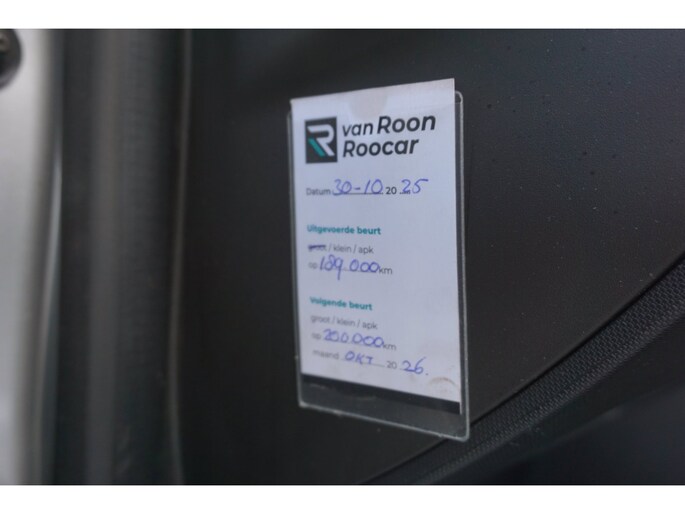 van Roon
Roocar
Datum 30-10 20 25
Uitgevoerde beurt
groot / klein / apk
op 189.000 km
Volgende beurt
groot / klein / apk
op 200.000 km
maand OKT 20 26.